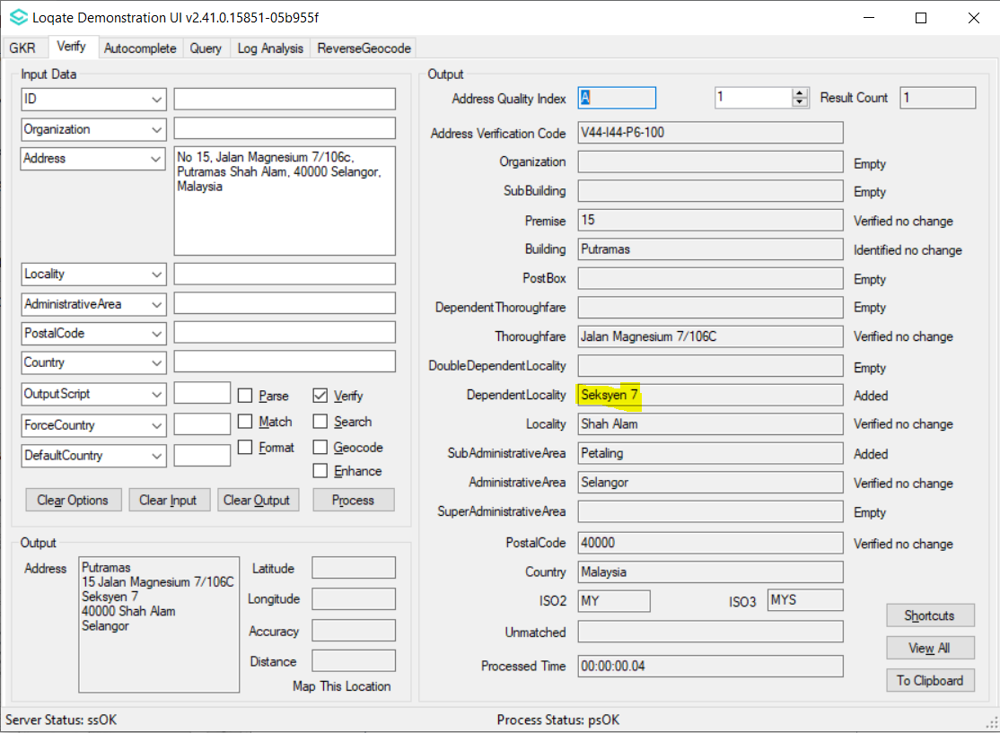 Loqate Demonstration UI v2.41.0.15851-05b955f
GKR Verify Autocomplete Query Log Analysis ReverseGeocode
Input Data
ID
Organization
Address
No 15, Jalan Magnesium 7/106c,
Putramas Shah Alam, 40000 Selangor,
Malaysia
Locality
AdministrativeArea
PostalCode
Country
OutputScript Parse Verify
ForceCountry Match Search
DefaultCountry Format Geocode
Enhance
Clear Options Clear Input Clear Output Process
Output
Address
Putramas
15 Jalan Magnesium 7/106C
Seksyen 7
40000 Shah Alam
Selangor
Latitude
Longitude
Accuracy
Distance
Map This Location
Output
Address Quality Index A 1 Result Count 1
Address Verification Code V44-I44-P6-100
Organization Empty
SubBuilding Empty
Premise 15 Verified no change
Building Putramas Identified no change
PostBox Empty
DependentThoroughfare Empty
Thoroughfare Jalan Magnesium 7/106C Verified no change
DoubleDependentLocality Empty
DependentLocality Seksyen 7 Added
Locality Shah Alam Verified no change
SubAdministrativeArea Petaling Added
AdministrativeArea Selangor Verified no change
SuperAdministrativeArea Empty
PostalCode 40000 Verified no change
Country Malaysia
ISO2 MY ISO3 MYS
Unmatched
Processed Time 00:00:00.04
Shortcuts
View All
To Clipboard
Server Status: ssOK Process Status: psOK